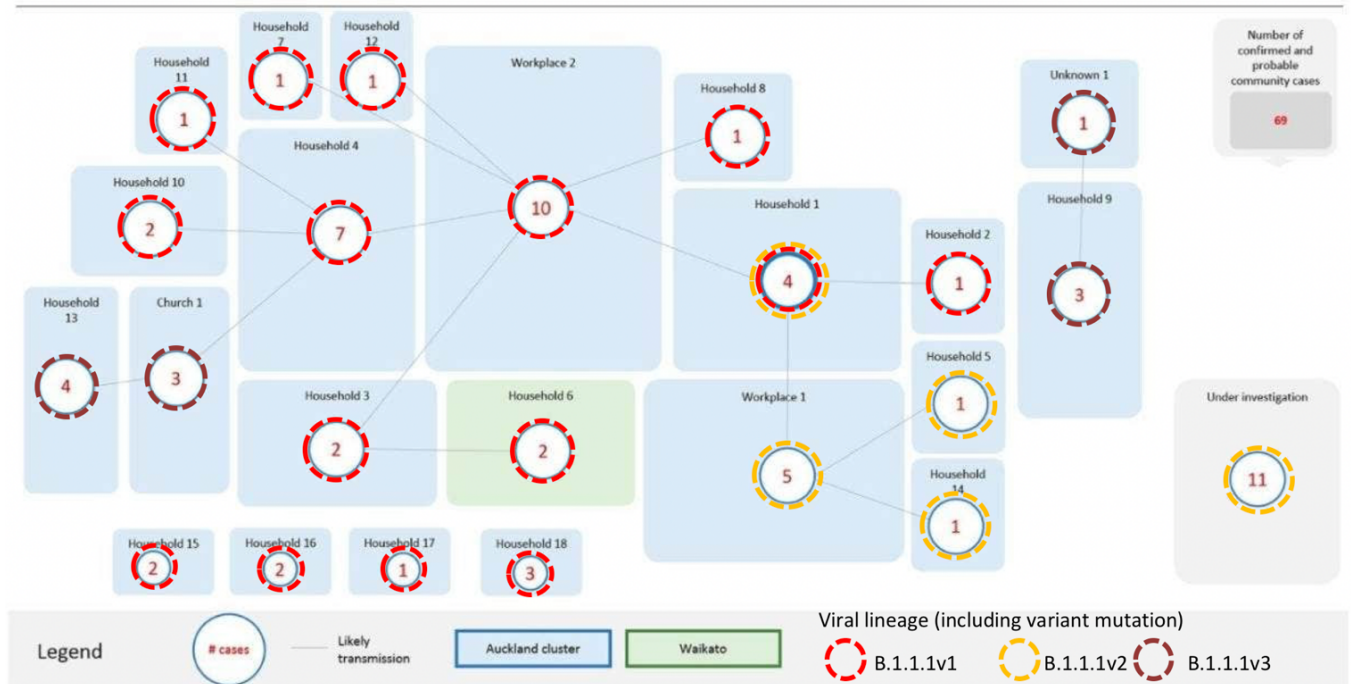 Household
7
1
Household
12
1
Household
11
1
Workplace 2
10
Household 8
1
Unknown 1
1
Number of
confirmed and
probable
community cases
69
Household 4
7
Household 10
2
Household 1
4
Household 2
1
Household 9
3
Household
13
4
Church 1
3
Household 3
2
Household 6
2
Workplace 1
5
Household 5
1
Household
14
1
Under investigation
11
Household 15
2
Household 16
2
Household 17
1
Household 18
3
Legend
# cases
Likely
transmission
Auckland cluster
Waikato
Viral lineage (including variant mutation)
B.1.1.1v1
B.1.1.1v2
B.1.1.1v3